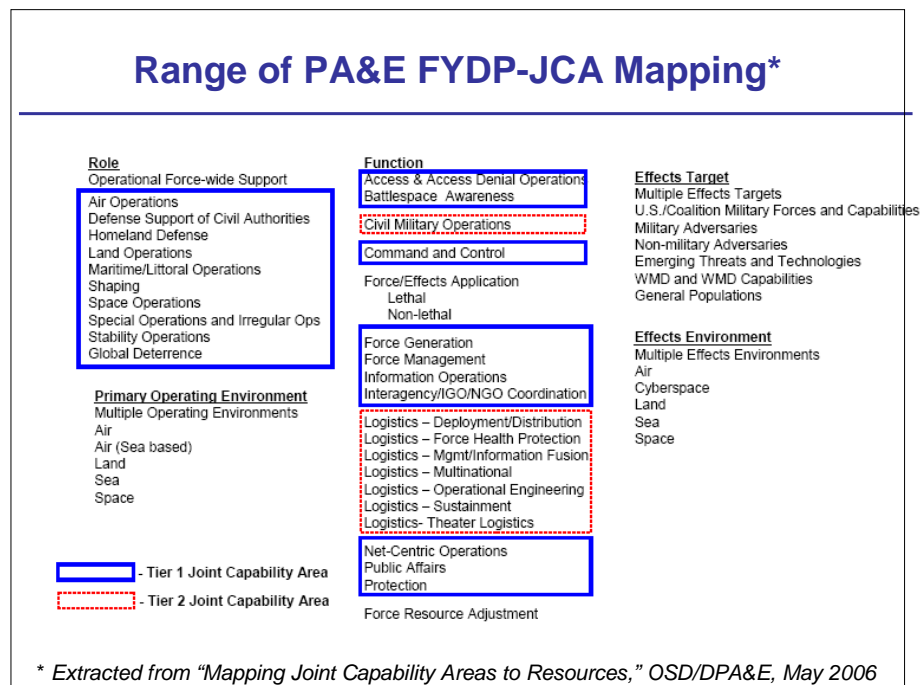 Range of PA&E FYDP-JCA Mapping*
Role
Operational Force-wide Support
Air Operations
Defense Support of Civil Authorities
Homeland Defense
Land Operations
Maritime/Littoral Operations
Shaping
Space Operations
Special Operations and Irregular Ops
Stability Operations
Global Deterrence
Primary Operating Environment
Multiple Operating Environments
Air
Air (Sea based)
Land
Sea
Space
Function
Access & Access Denial Operations
Battlespace Awareness
Civil Military Operations
Command and Control
Force/Effects Application
Lethal
Non-lethal
Force Generation
Force Management
Information Operations
Interagency/IGO/NGO Coordination
Logistics – Deployment/Distribution
Logistics – Force Health Protection
Logistics – Mgmt/Information Fusion
Logistics – Multinational
Logistics – Operational Engineering
Logistics – Sustainment
Logistics- Theater Logistics
Net-Centric Operations
Public Affairs
Protection
Force Resource Adjustment
Effects Target
Multiple Effects Targets
U.S./Coalition Military Forces and Capabilities
Military Adversaries
Non-military Adversaries
Emerging Threats and Technologies
WMD and WMD Capabilities
General Populations
Effects Environment
Multiple Effects Environments
Air
Cyberspace
Land
Sea
Space
- Tier 1 Joint Capability Area
- Tier 2 Joint Capability Area
* Extracted from “Mapping Joint Capability Areas to Resources,” OSD/DPA&E, May 2006